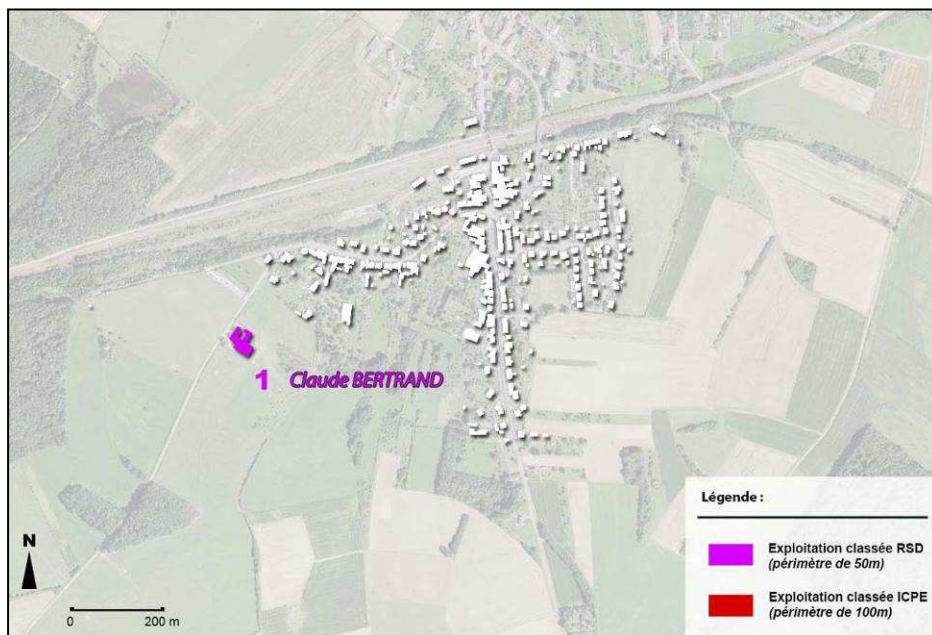 1 Claude BERTRAND
Légende :
Exploitation classée RSD
(périmètre de 50m)
Exploitation classée ICPE
(périmètre de 100m)
N
0 200 m